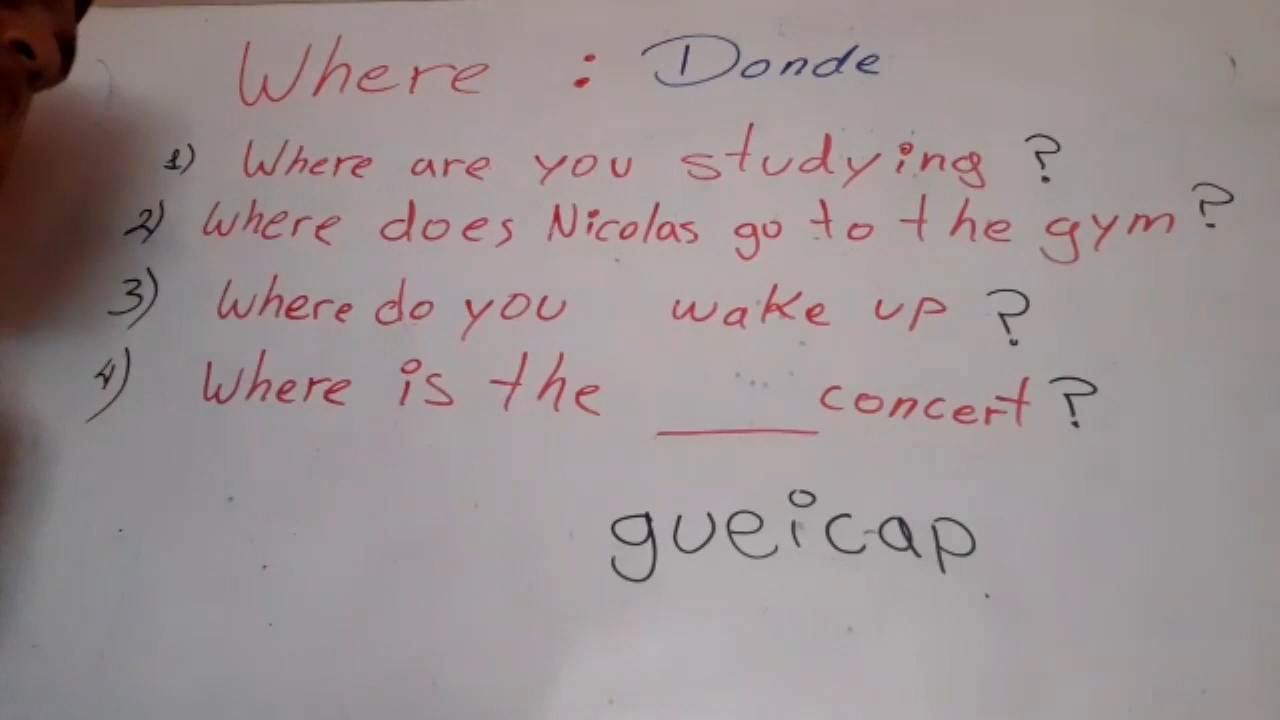 Where : Donde
1) Where are you studying ?
2) Where does Nicolas go to the gym ?
3) Where do you wake up ?
4) Where is the ____ concert ?
gueicap